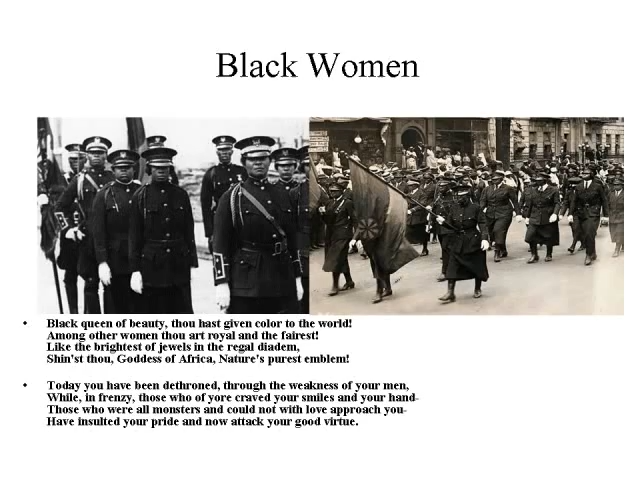 Black Women
• Black queen of beauty, thou hast given color to the world!
Among other women thou art royal and the fairest!
Like the brightest of jewels in the regal diadem,
Shin'st thou, Goddess of Africa, Nature's purest emblem!
• Today you have been dethroned, through the weakness of your men,
While, in frenzy, those who of yore craved your smiles and your hand-
Those who were all monsters and could not with love approach you-
Have insulted your pride and now attack your good virtue.